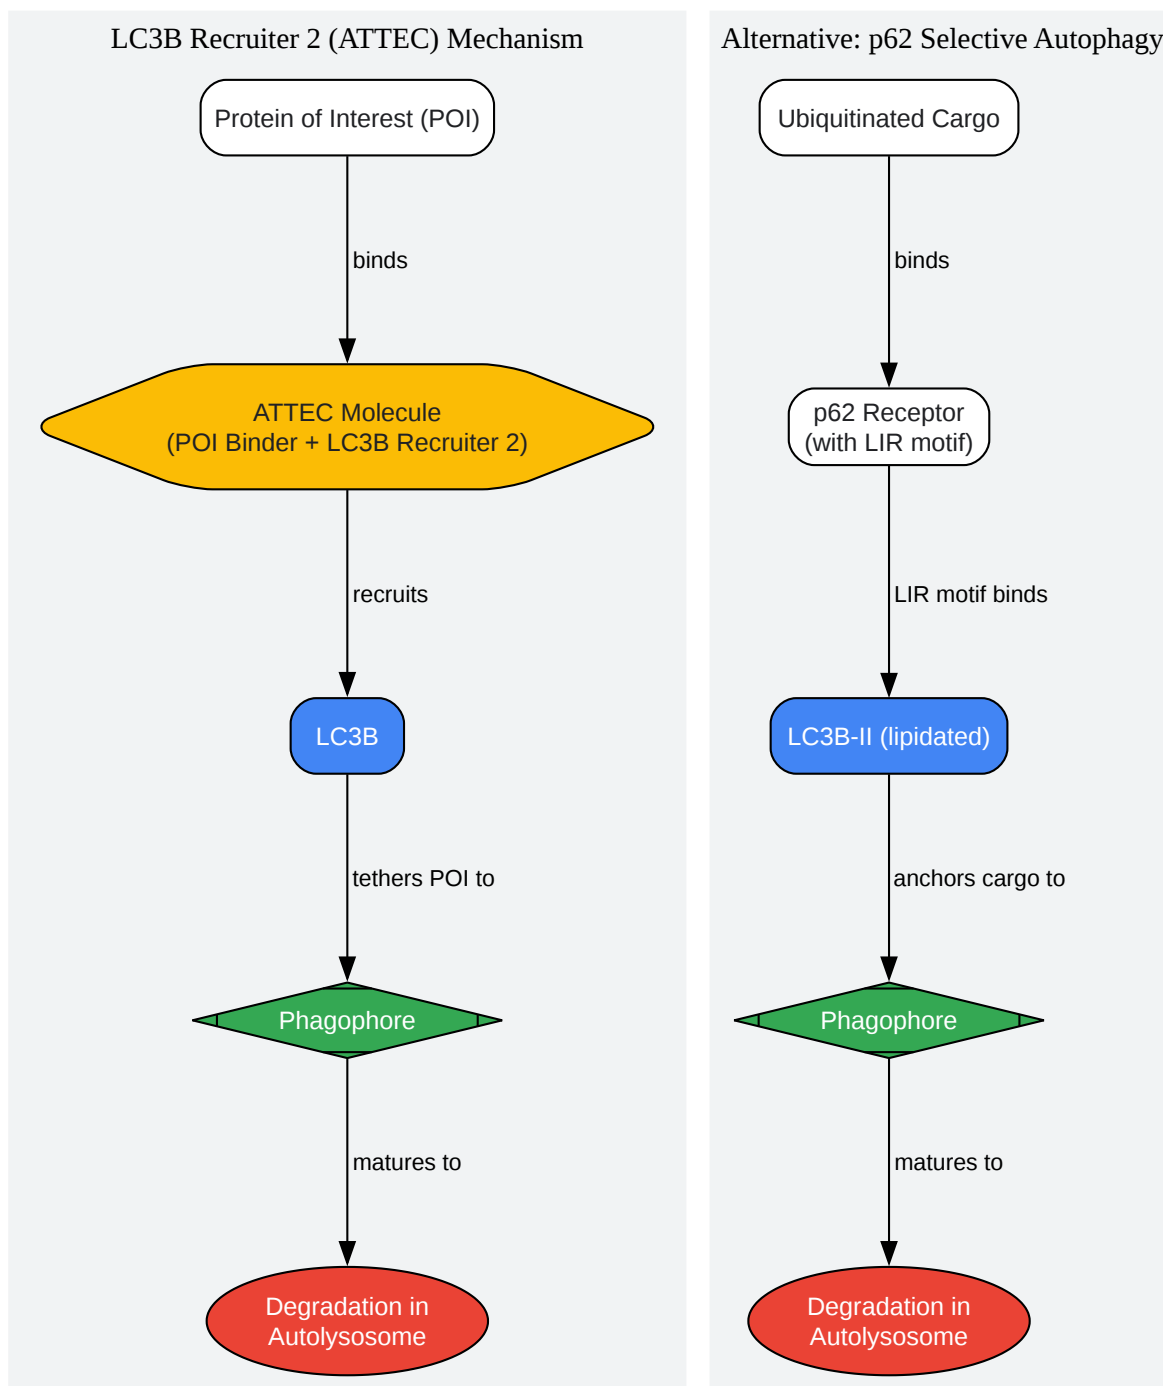 LC3B Recruiter 2 (ATTEC) Mechanism
Protein of Interest (POI)
binds
ATTEC Molecule
(POI Binder + LC3B Recruiter 2)
recruits
LC3B
tethers POI to
Phagophore
matures to
Degradation in
Autolysosome
Alternative: p62 Selective Autophagy
Ubiquitinated Cargo
binds
p62 Receptor
(with LIR motif)
LIR motif binds
LC3B-II (lipidated)
anchors cargo to
Phagophore
matures to
Degradation in
Autolysosome